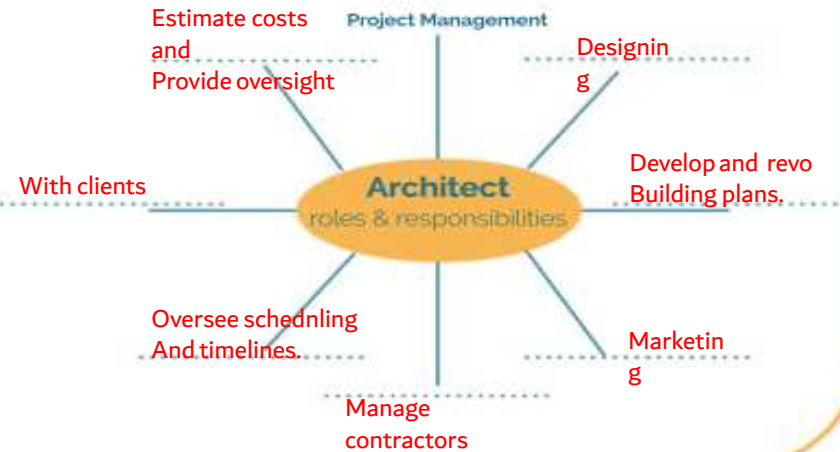 Estimate costs
and
Provide oversight
Project Management
Designin
g
With clients
Architect
roles & responsibilities
Develop and revo
Building plans.
Oversee schednling
And timelines.
Manage
contractors
Marketin
g